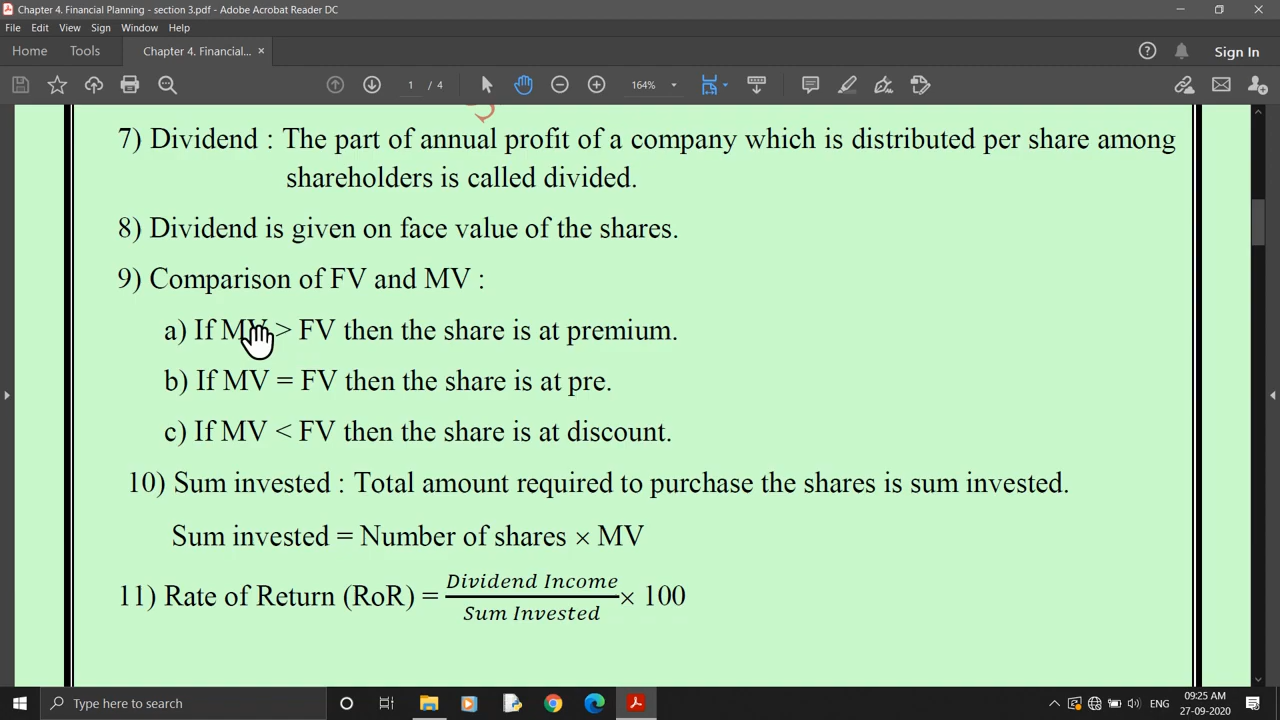 Chapter 4. Financial Planning - section 3.pdf - Adobe Acrobat Reader DC
File Edit View Sign Window Help
Home Tools Chapter 4. Financial... × Sign In
1 / 4 164%
7) Dividend : The part of annual profit of a company which is distributed per share among
shareholders is called divided.
8) Dividend is given on face value of the shares.
9) Comparison of FV and MV :
a) If MV > FV then the share is at premium.
b) If MV = FV then the share is at pre.
c) If MV < FV then the share is at discount.
10) Sum invested : Total amount required to purchase the shares is sum invested.
Sum invested = Number of shares × MV
11) Rate of Return (RoR) = Dividend Income / Sum Invested × 100
Type here to search
ENG
09:25 AM
27-09-2020